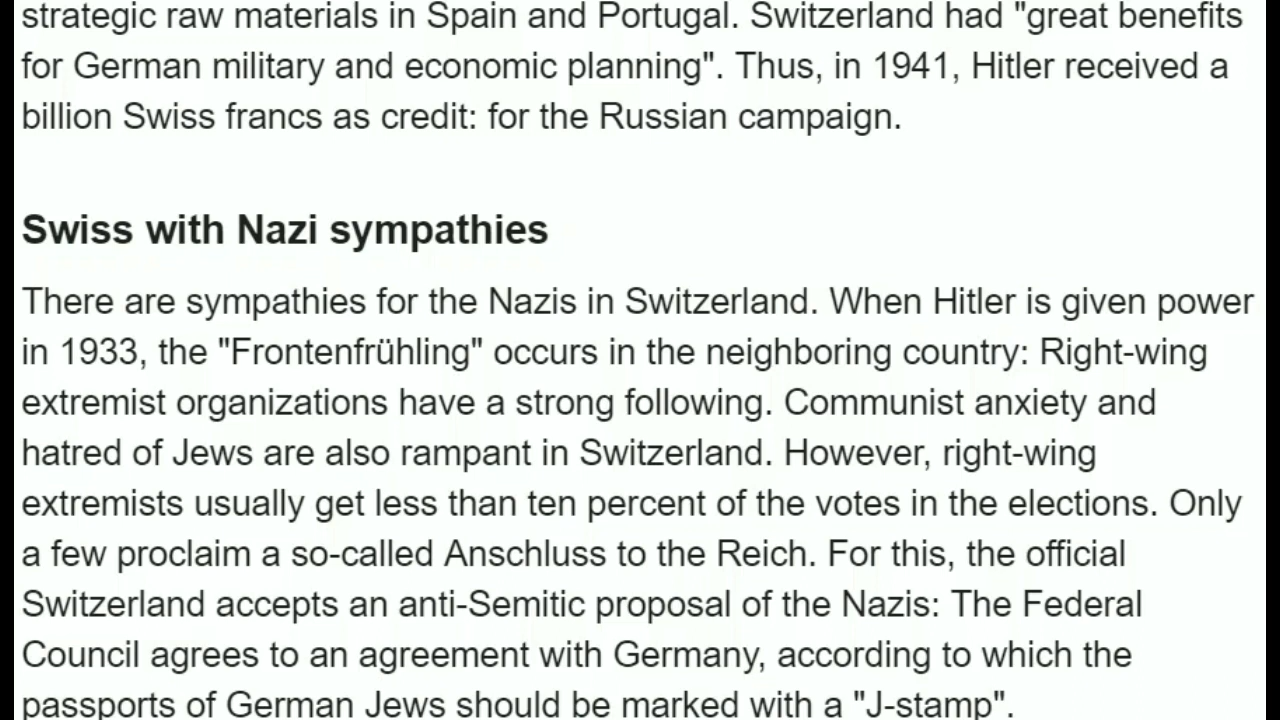 strategic raw materials in Spain and Portugal. Switzerland had "great benefits
for German military and economic planning". Thus, in 1941, Hitler received a
billion Swiss francs as credit: for the Russian campaign.
Swiss with Nazi sympathies
There are sympathies for the Nazis in Switzerland. When Hitler is given power
in 1933, the "Frontenfrühling" occurs in the neighboring country: Right-wing
extremist organizations have a strong following. Communist anxiety and
hatred of Jews are also rampant in Switzerland. However, right-wing
extremists usually get less than ten percent of the votes in the elections. Only
a few proclaim a so-called Anschluss to the Reich. For this, the official
Switzerland accepts an anti-Semitic proposal of the Nazis: The Federal
Council agrees to an agreement with Germany, according to which the
passports of German Jews should be marked with a "J-stamp".